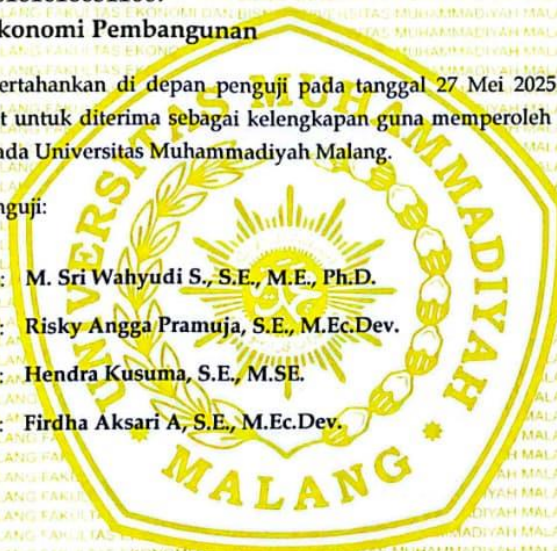 konomi Pembangunan
ertahankan di depan penguji pada tanggal 27 Mei 2025
t untuk diterima sebagai kelengkapan guna memperoleh
ada Universitas Muhammadiyah Malang.
nguji:
: M. Sri Wahyudi S., S.E., M.E., Ph.D.
: Risky Angga Pramuja, S.E., M.Ec.Dev.
: Hendra Kusuma, S.E., M.SE.
: Firdha Aksari A, S.E., M.Ec.Dev.
UNIVERSITAS MUHAMMADIYAH
MALANG